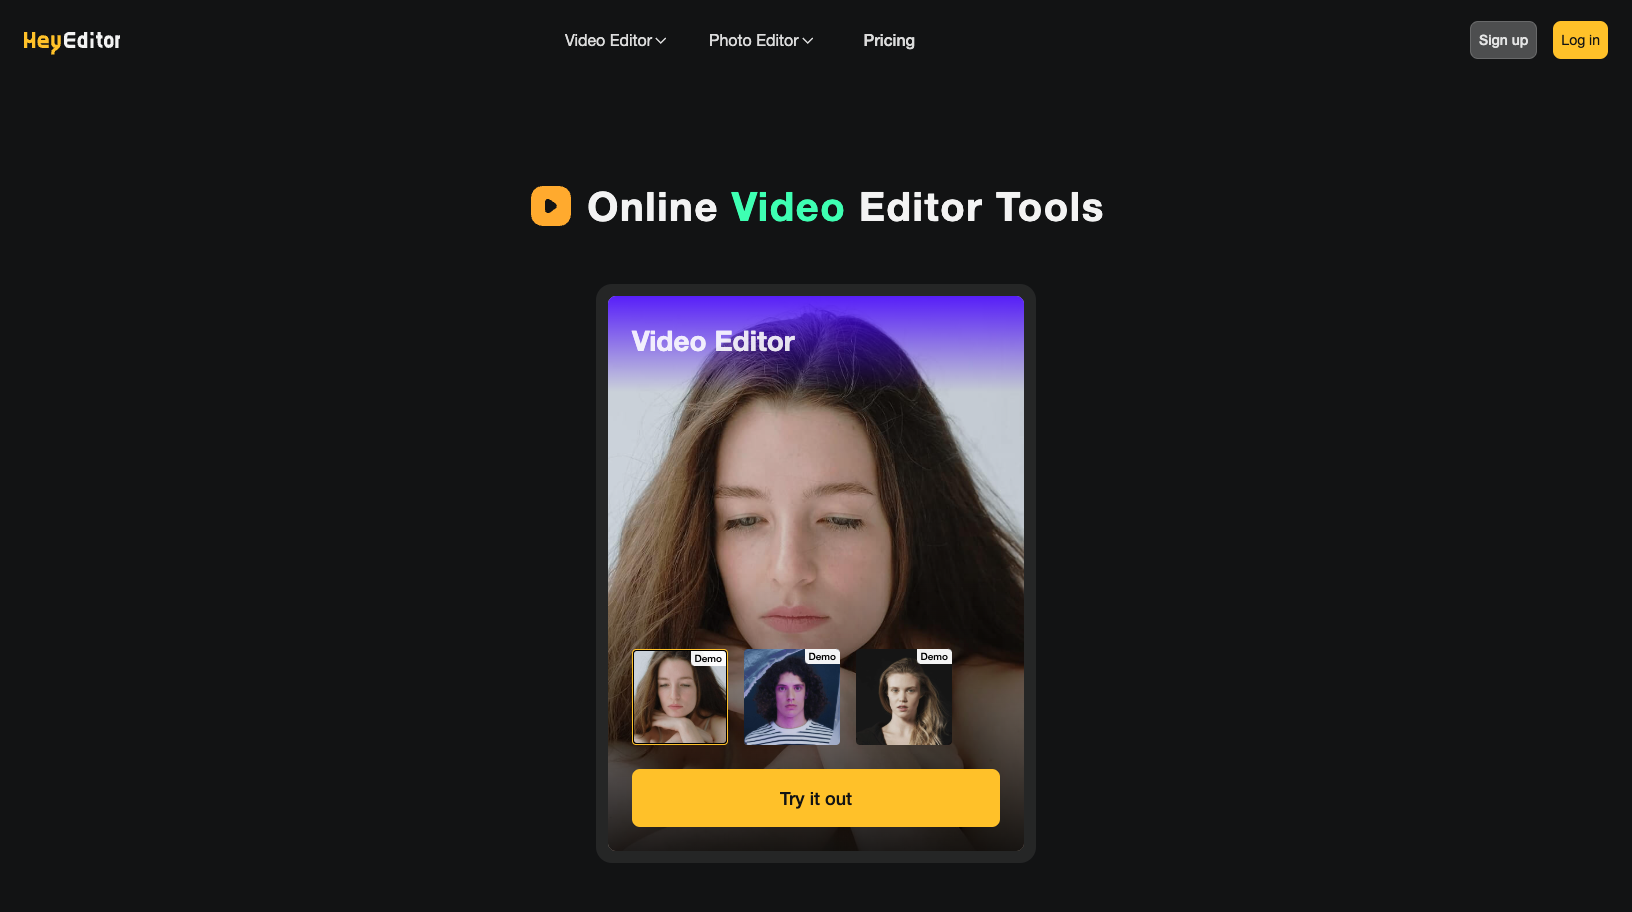 HeyEditor
Video Editor
Photo Editor
Pricing
Sign up
Log in
Online Video Editor Tools
Video Editor
Demo
Demo
Demo
Try it out